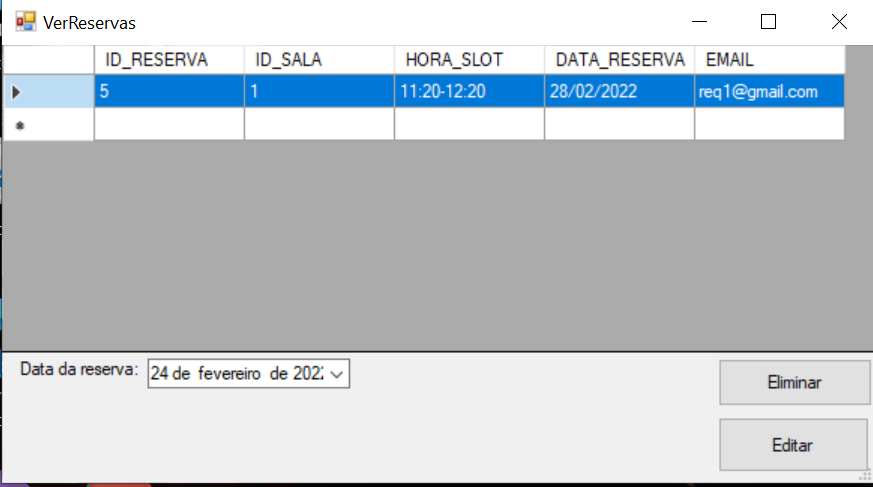 VerReservas
ID_RESERVA ID_SALA HORA_SLOT DATA_RESERVA EMAIL
5 1 11:20-12:20 28/02/2022 req1@gmail.com
Data da reserva: 24 de fevereiro de 202
Eliminar
Editar